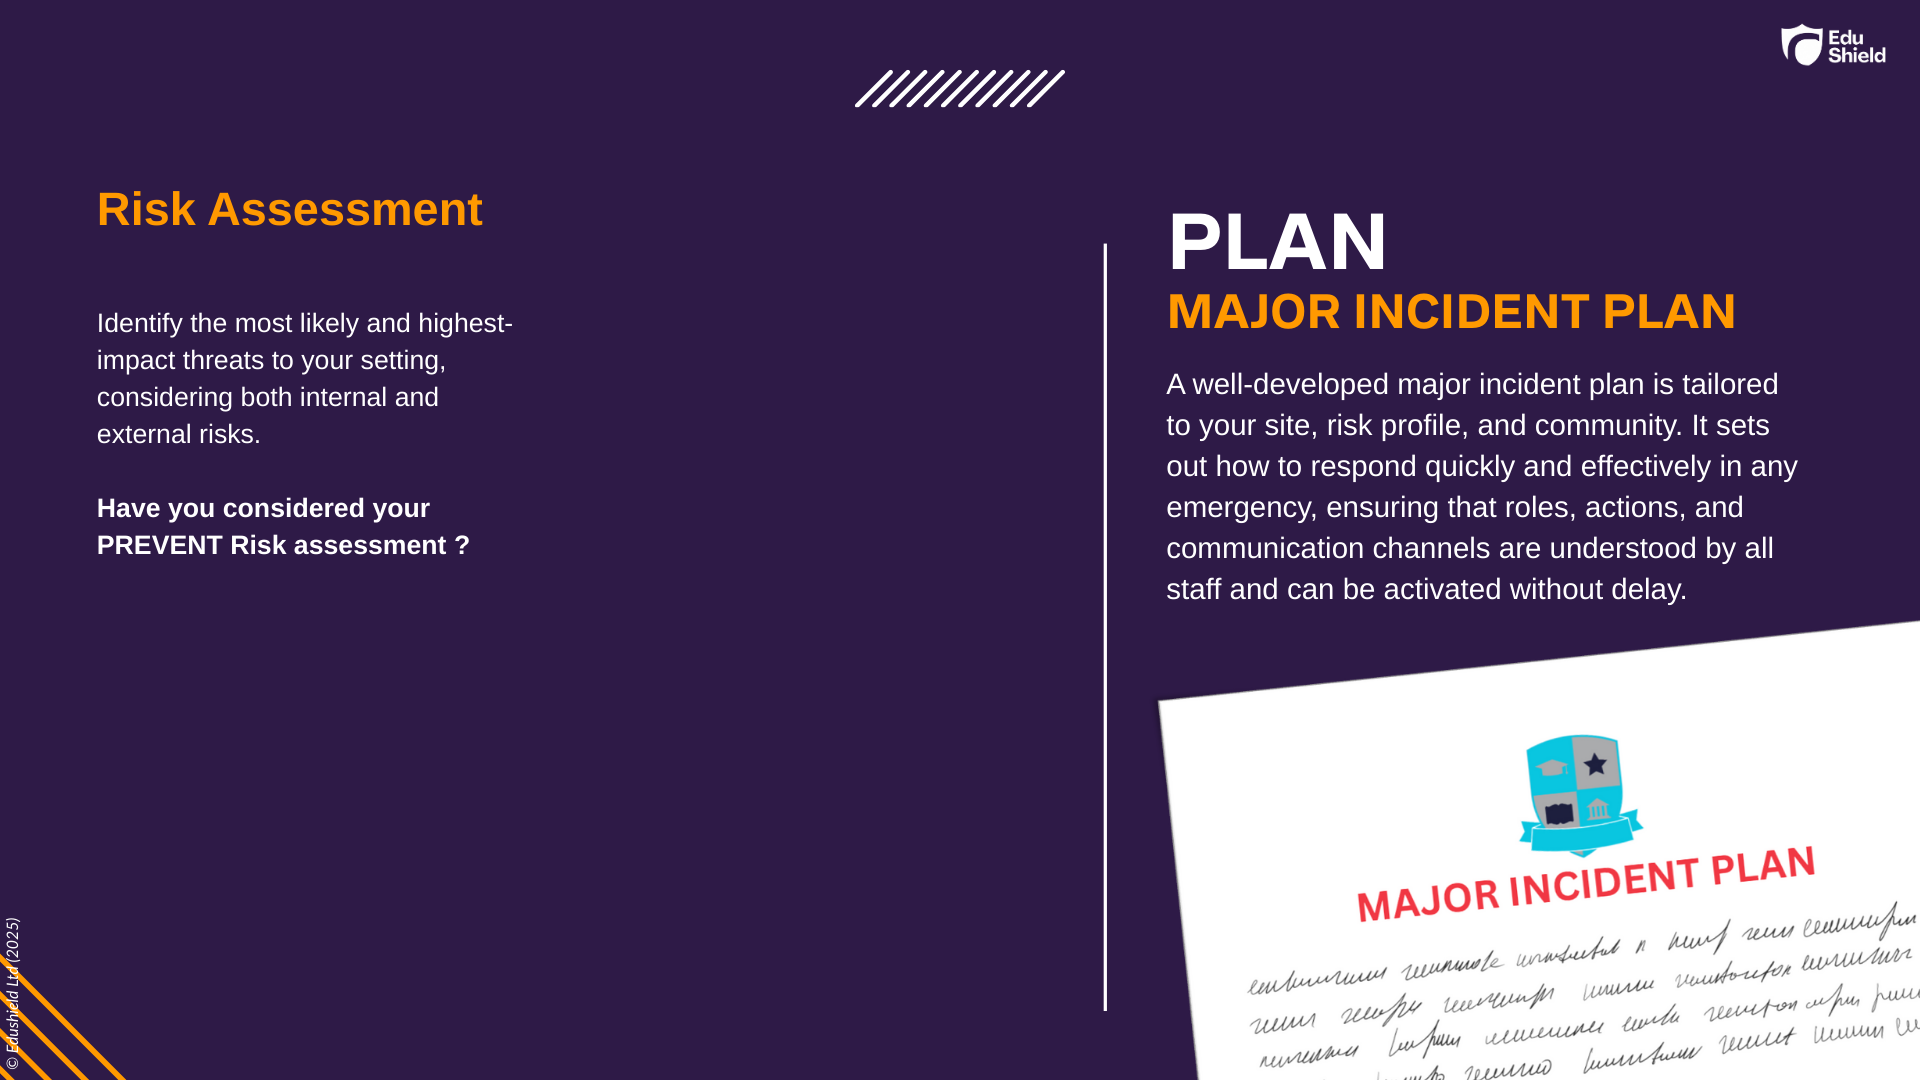 Edu
Shield
Risk Assessment
Identify the most likely and highest-
impact threats to your setting,
considering both internal and
external risks.
Have you considered your
PREVENT Risk assessment ?
PLAN
MAJOR INCIDENT PLAN
A well-developed major incident plan is tailored
to your site, risk profile, and community. It sets
out how to respond quickly and effectively in any
emergency, ensuring that roles, actions, and
communication channels are understood by all
staff and can be activated without delay.
MAJOR INCIDENT PLAN
© Edushield Ltd (2025)